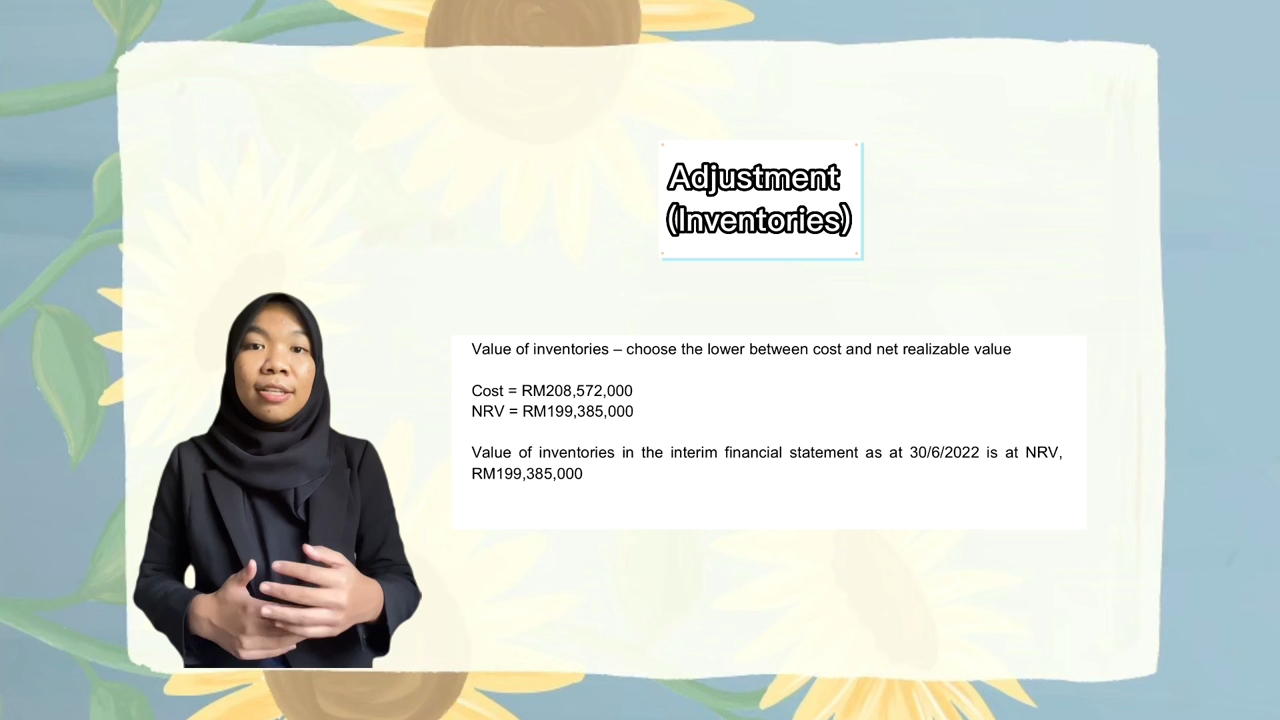 Adjustment
(Inventories)
Value of inventories – choose the lower between cost and net realizable value
Cost = RM208,572,000
NRV = RM199,385,000
Value of inventories in the interim financial statement as at 30/6/2022 is at NRV,
RM199,385,000